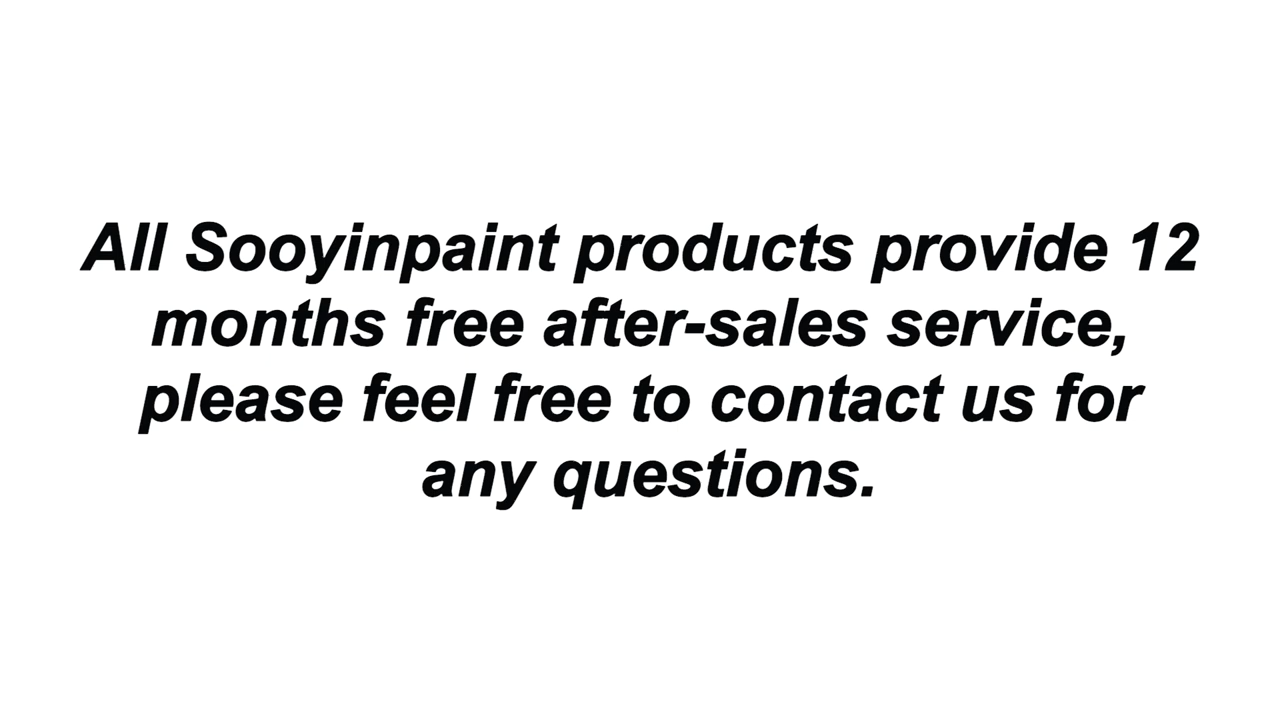 All Sooyinpaint products provide 12
months free after-sales service,
please feel free to contact us for
any questions.